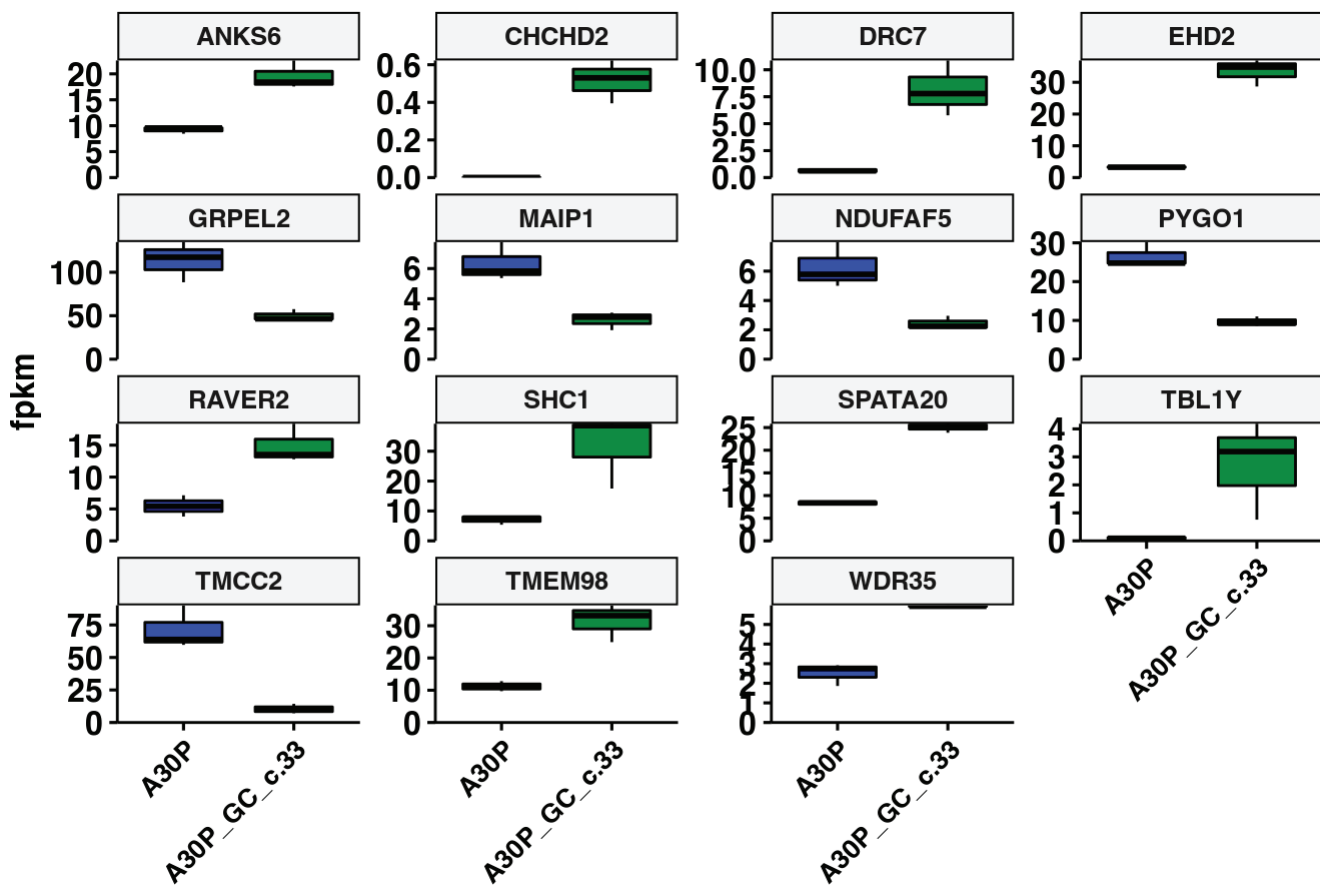 ANKS6 CHCHD2 DRC7 EHD2
20 15 10 5 0
0.6 0.4 0.2 0.0
10.0 7.5 5.0 2.5 0.0
30 20 10 0
GRPEL2 MAIP1 NDUFAF5 PYGO1
100 50 0
6 4 2 0
6 4 2 0
30 20 10 0
fpkm
RAVER2 SHC1 SPATA20 TBL1Y
15 10 5 0
30 20 10 0
25 20 15 10 5 0
4 3 2 1 0
TMCC2 TMEM98 WDR35
75 50 25 0
30 20 10 0
5 4 3 2 1 0
A30P A30P_GC_c.33
A30P A30P_GC_c.33
A30P A30P_GC_c.33
A30P A30P_GC_c.33